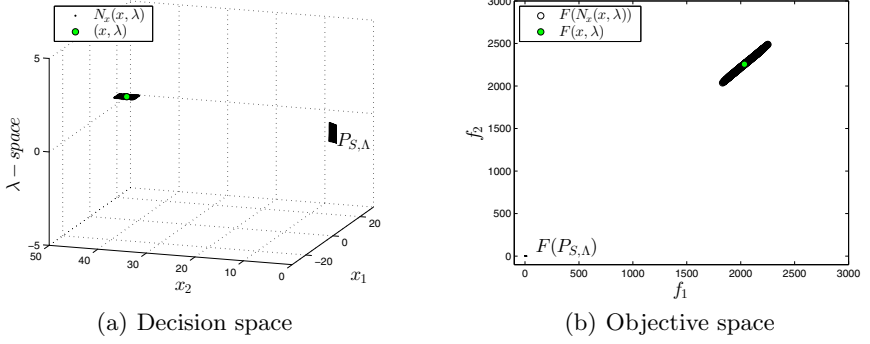 N_x(x, λ)
(x, λ)
5
0
−5
λ − space
P_{S,Λ}
50
40
30
20
10
0
x_2
−20
0
20
x_1
(a) Decision space
F(N_x(x, λ))
F(x, λ)
3000
2500
2000
1500
1000
500
0
f_2
F(P_{S,Λ})
0
500
1000
1500
2000
2500
3000
f_1
(b) Objective space